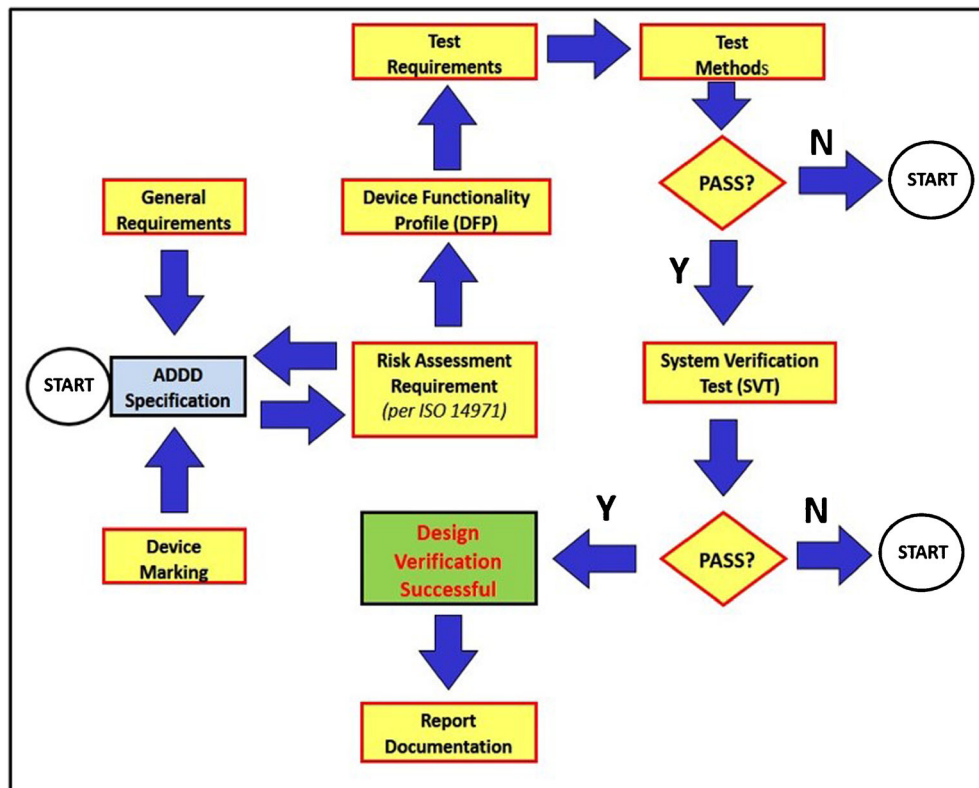 Test
Requirements
Test
Methods
N
PASS?
START
General
Requirements
Device Functionality
Profile (DFP)
Y
START
ADDD
Specification
Risk Assessment
Requirement
(per ISO 14971)
System Verification
Test (SVT)
Device
Marking
Design
Verification
Successful
Y
PASS?
N
START
Report
Documentation